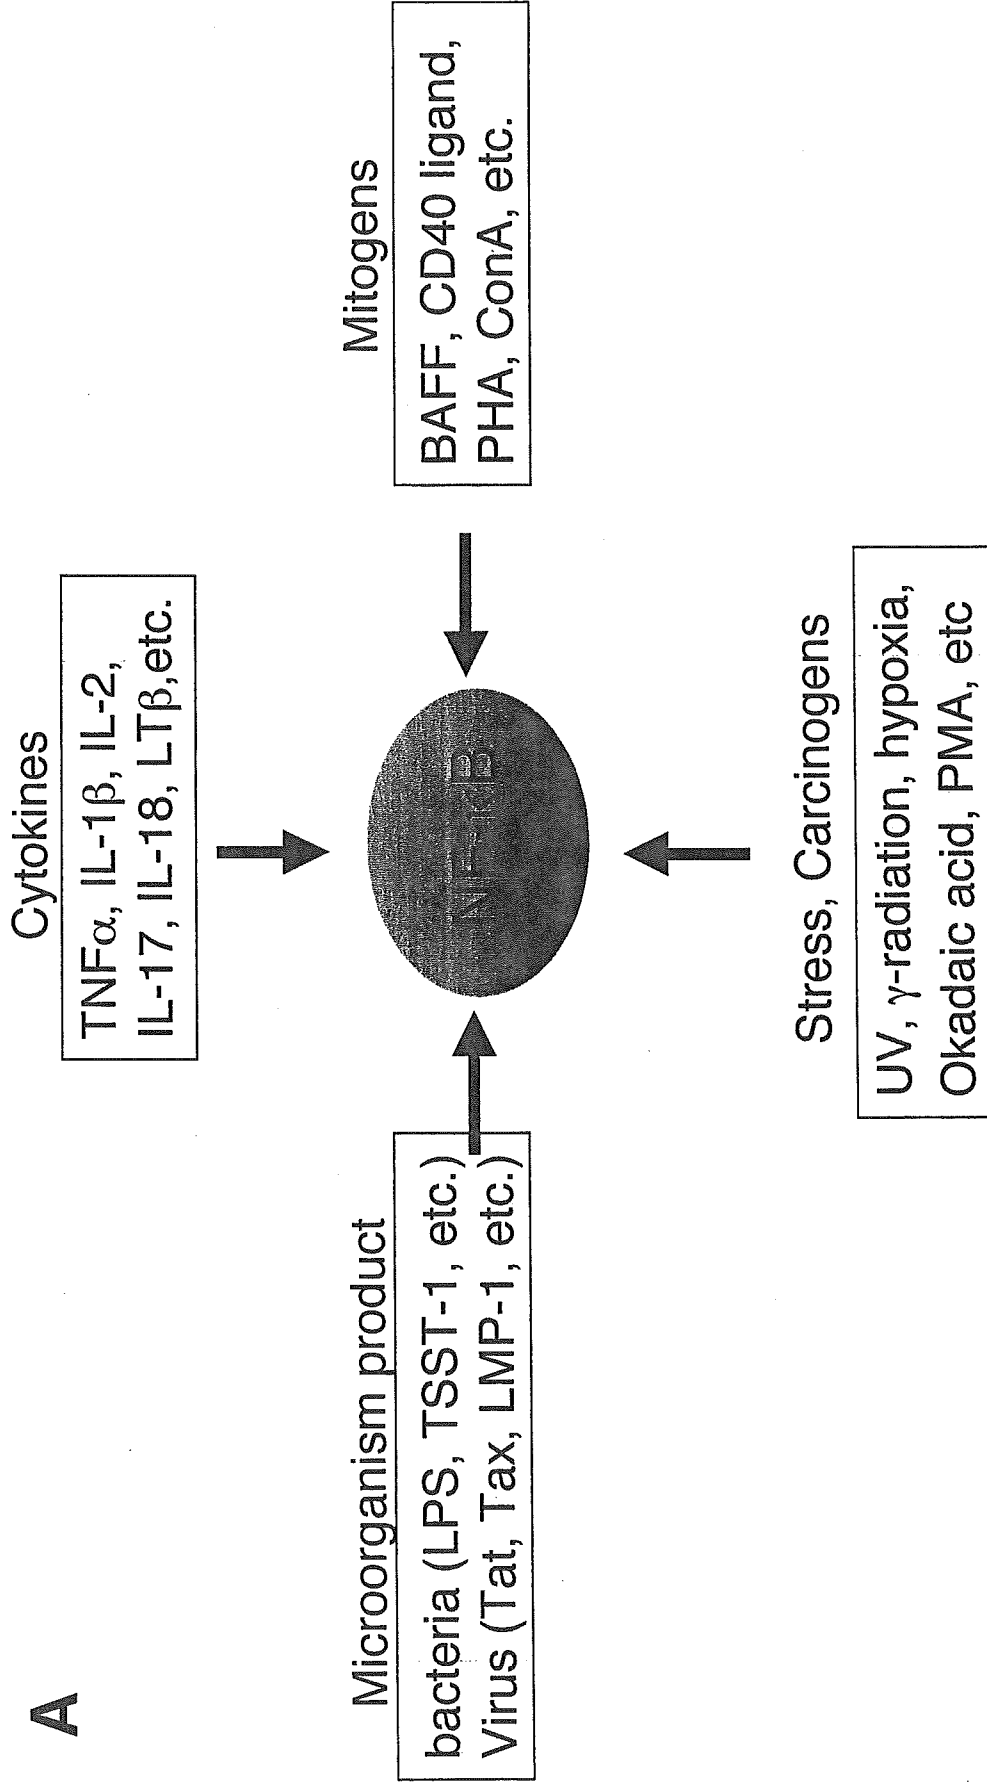 A
Cytokines
TNFα, IL-1β, IL-2,
IL-17, IL-18, LTβ,etc.
Microorganism product
bacteria (LPS, TSST-1, etc.)
Virus (Tat, Tax, LMP-1, etc.)
NF-κB
Mitogens
BAFF, CD40 ligand,
PHA, ConA, etc.
Stress, Carcinogens
UV, γ-radiation, hypoxia,
Okadaic acid, PMA, etc